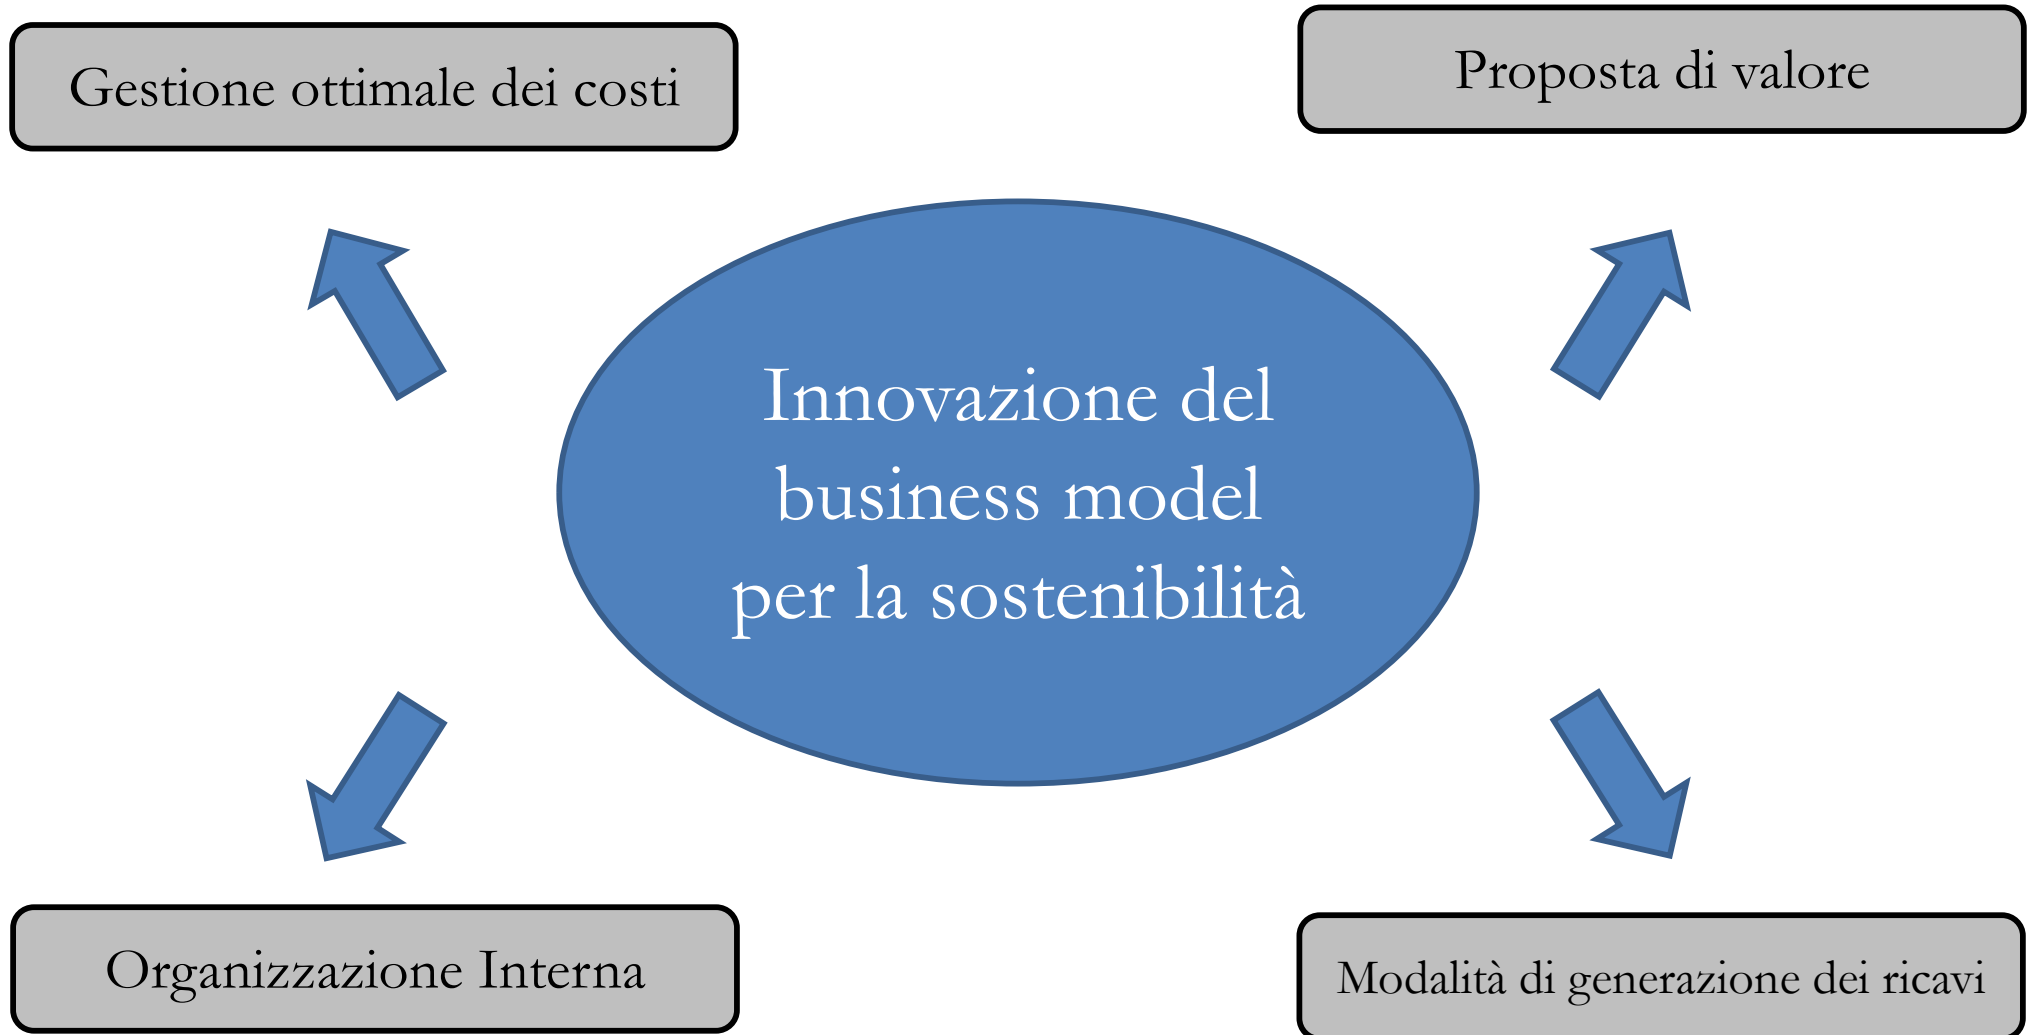 Gestione ottimale dei costi
Proposta di valore
Innovazione del
business model
per la sostenibilità
Organizzazione Interna
Modalità di generazione dei ricavi